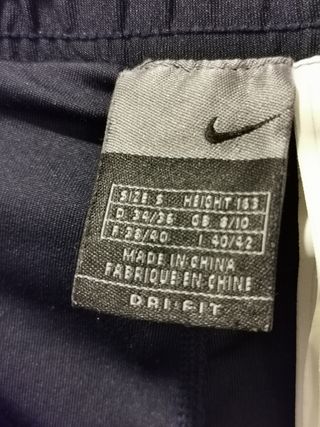 SIZE S HEIGHT 163
D 34/36 GB 8/10
F 38/40 I 40/42
MADE IN CHINA
FABRIQUE EN CHINE
DRI-FIT